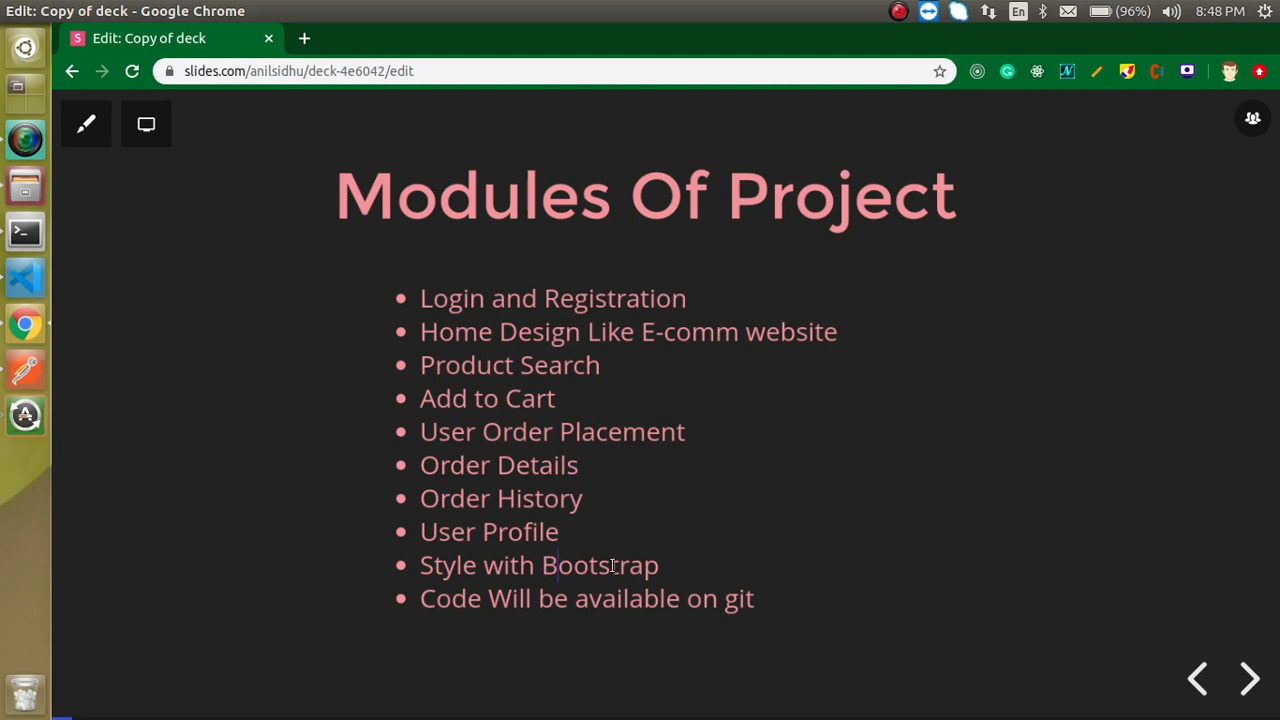 Edit: Copy of deck - Google Chrome
En
(96%)
8:48 PM
S
Edit: Copy of deck
slides.com/anilsidhu/deck-4e6042/edit
Modules Of Project
Login and Registration
Home Design Like E-comm website
Product Search
Add to Cart
User Order Placement
Order Details
Order History
User Profile
Style with Bootstrap
Code Will be available on git